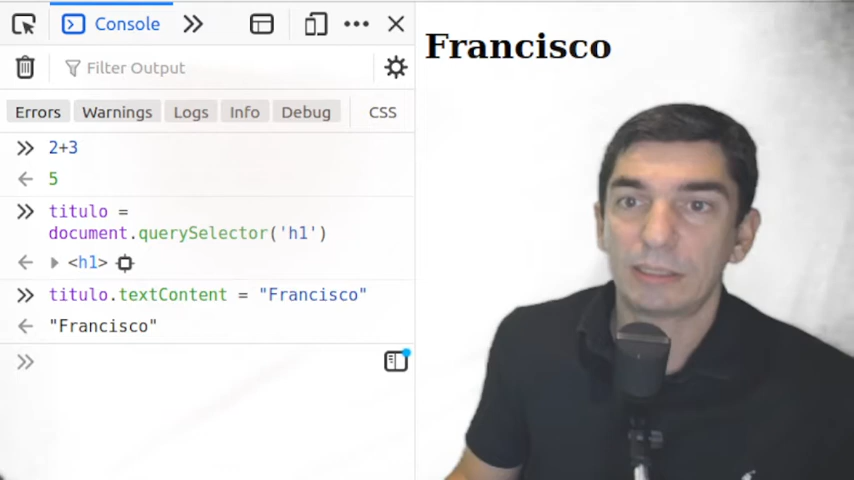 Console
Filter Output
Errors Warnings Logs Info Debug CSS
2+3
5
titulo =
document.querySelector('h1')
<h1>
titulo.textContent = "Francisco"
"Francisco"
Francisco